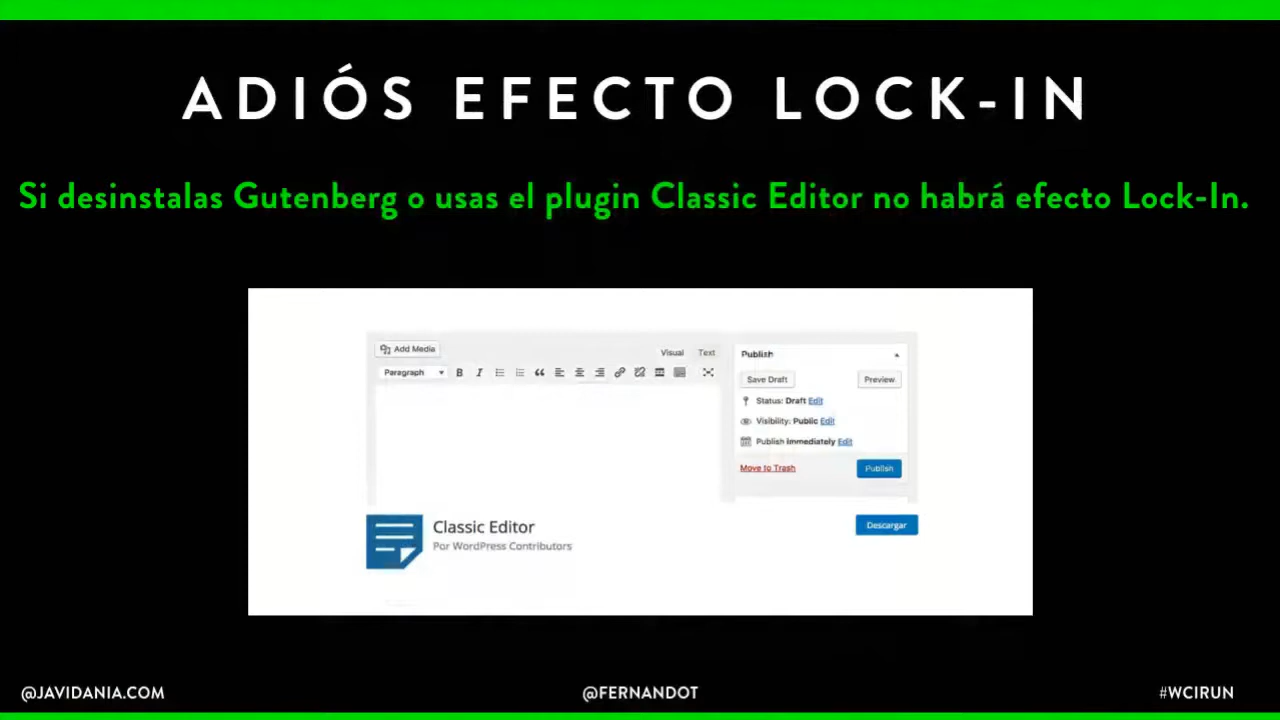 ADIÓS EFECTO LOCK-IN
Si desinstalas Gutenberg o usas el plugin Classic Editor no habrá efecto Lock-In.
Add Media
Visual Text
Paragraph B I
Publish
Save Draft Preview
Status: Draft Edit
Visibility: Public Edit
Publish immediately Edit
Move to Trash Publish
Classic Editor
Por WordPress Contributors
Descargar
@JAVIDANIA.COM @FERNANDOT #WCIRUN